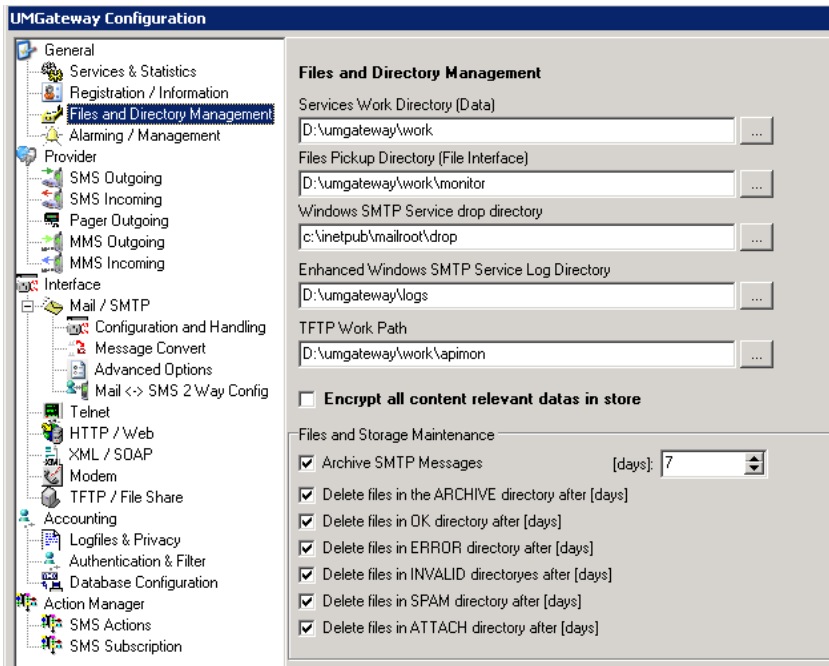 UMGateway Configuration
General
Services & Statistics
Registration / Information
Files and Directory Management
Alarming / Management
Provider
SMS Outgoing
SMS Incoming
Pager Outgoing
MMS Outgoing
MMS Incoming
Interface
Mail / SMTP
Configuration and Handling
Message Convert
Advanced Options
Mail <-> SMS 2 Way Config
Telnet
HTTP / Web
XML / SOAP
Modem
TFTP / File Share
Accounting
Logfiles & Privacy
Authentication & Filter
Database Configuration
Action Manager
SMS Actions
SMS Subscription
Files and Directory Management
Services Work Directory (Data)
D:\umgateway\work
...
Files Pickup Directory (File Interface)
D:\umgateway\work\monitor
...
Windows SMTP Service drop directory
c:\inetpub\mailroot\drop
...
Enhanced Windows SMTP Service Log Directory
D:\umgateway\logs
...
TFTP Work Path
D:\umgateway\work\apimon
...
Encrypt all content relevant datas in store
Files and Storage Maintenance
Archive SMTP Messages [days]: 7
Delete files in the ARCHIVE directory after [days]
Delete files in OK directory after [days]
Delete files in ERROR directory after [days]
Delete files in INVALID directoryes after [days]
Delete files in SPAM directory after [days]
Delete files in ATTACH directory after [days]